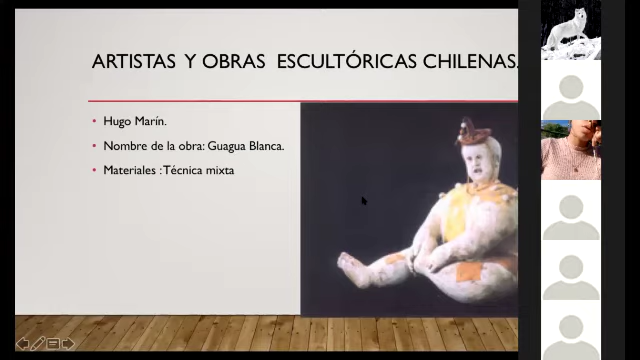 ARTISTAS Y OBRAS ESCULTÓRICAS CHILENAS.
• Hugo Marín.
• Nombre de la obra: Guagua Blanca.
• Materiales : Técnica mixta